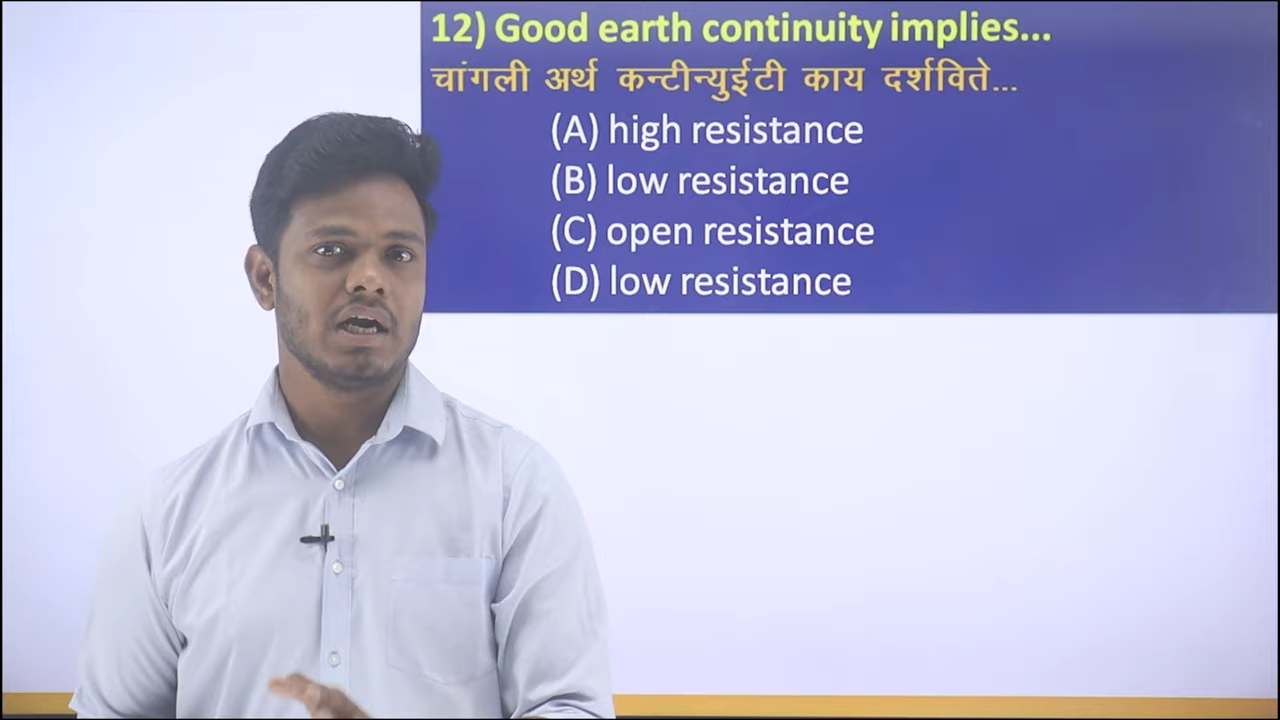 12) Good earth continuity implies...
चांगली अर्थ कन्टीन्युईटी काय दर्शविते...
(A) high resistance
(B) low resistance
(C) open resistance
(D) low resistance